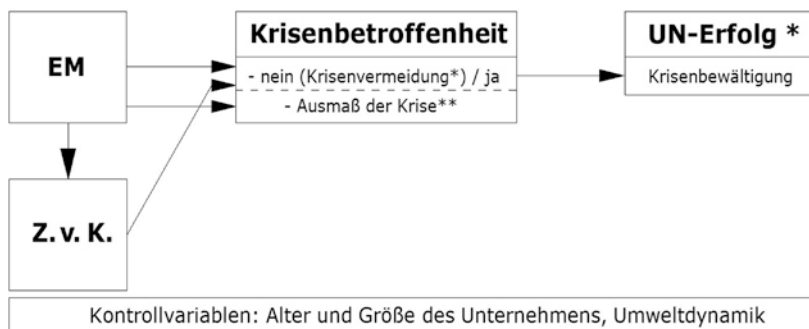 EM
Z. v. K.
Krisenbetroffenheit
- nein (Krisenvermeidung*) / ja
- Ausmaß der Krise**
UN-Erfolg *
Krisenbewältigung
Kontrollvariablen: Alter und Größe des Unternehmens, Umweltdynamik